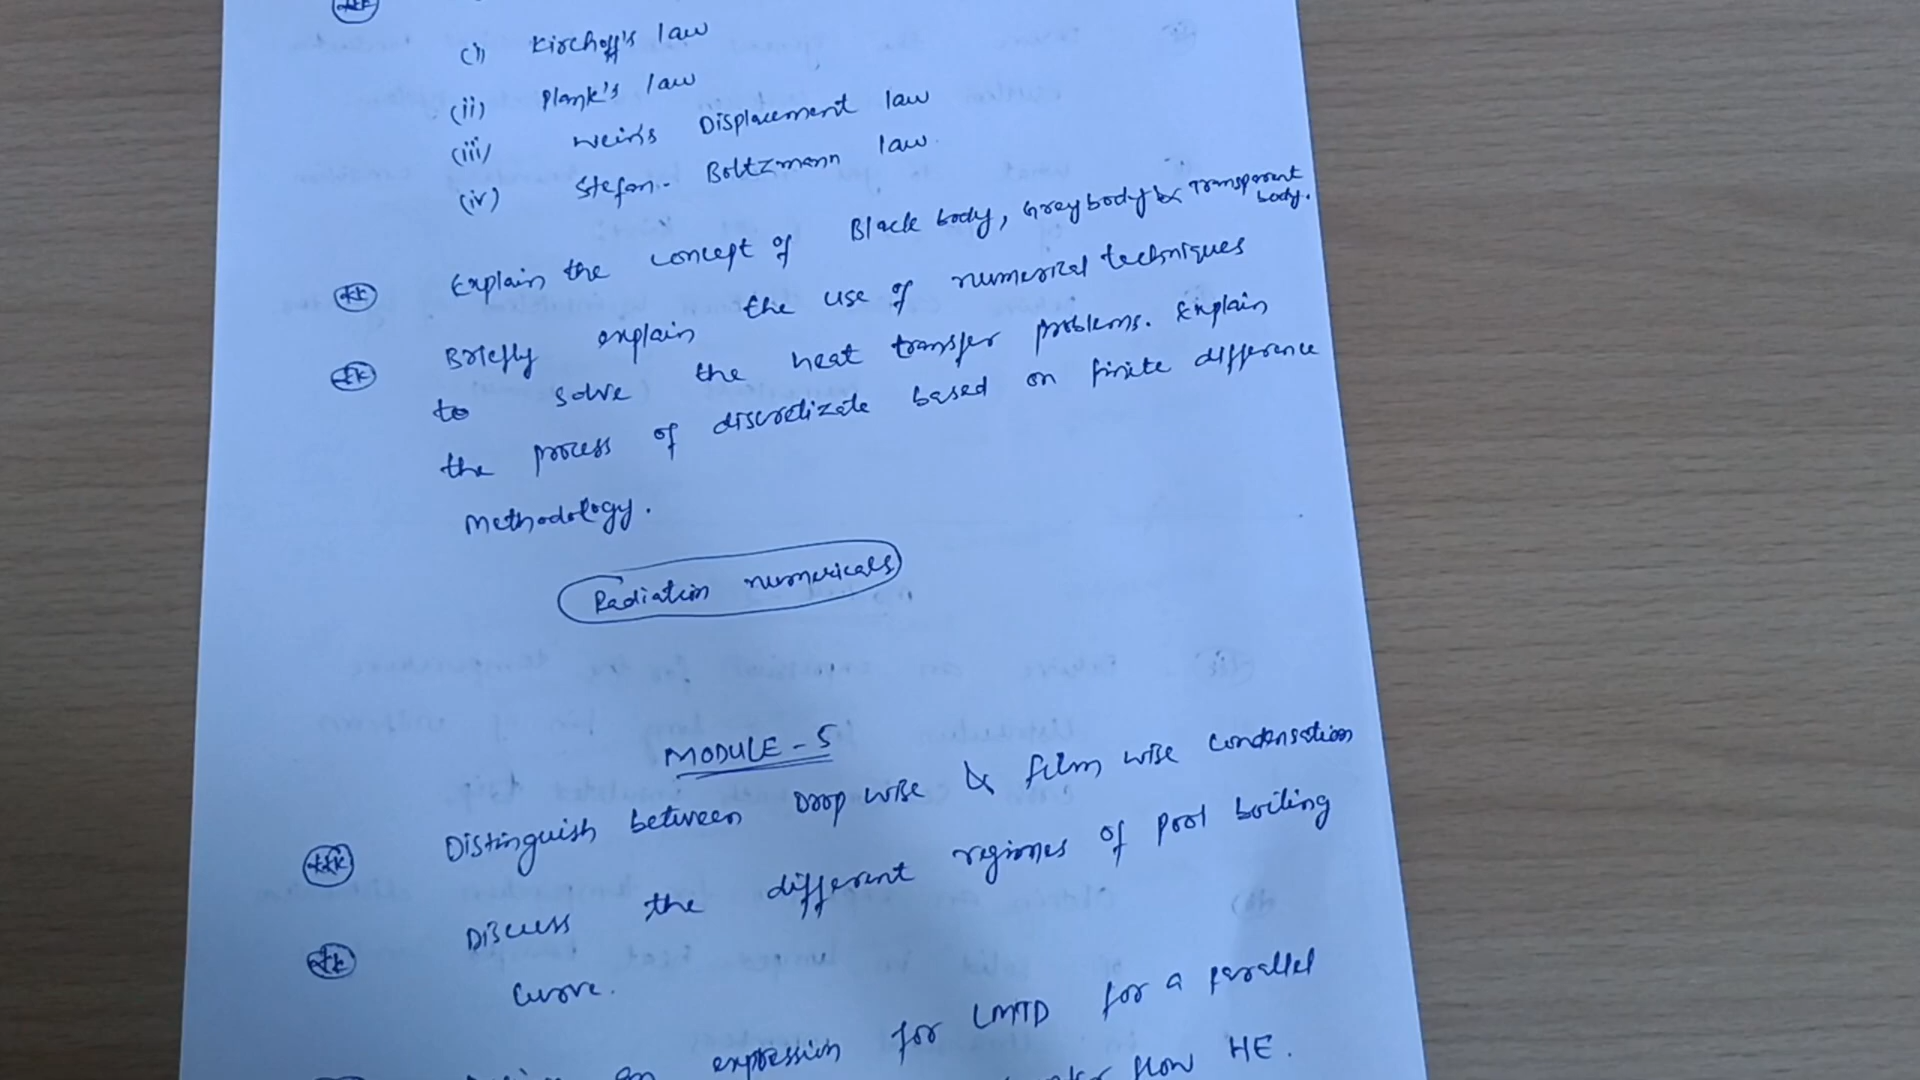 (i) Kirchoff's law
(ii) Plank's law
(iii) Wein's Displacement law
(iv) Stefan-Boltzmann law.
** Explain the concept of Black body, Greybody & Transparent body.
** Briefly explain the use of numerical techniques
to solve the heat transfer problems. Explain
the process of discretizate based on finite difference
Methodology.
Radiation numericals
MODULE-5
*** Distinguish between Drop wise & film wise condensation
** Discuss the different regimes of pool boiling
Curve.
an expression for LMTD for a parallel
flow HE.